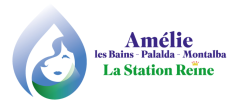 Amélie
les Bains - Palalda - Montalba
La Station Reine